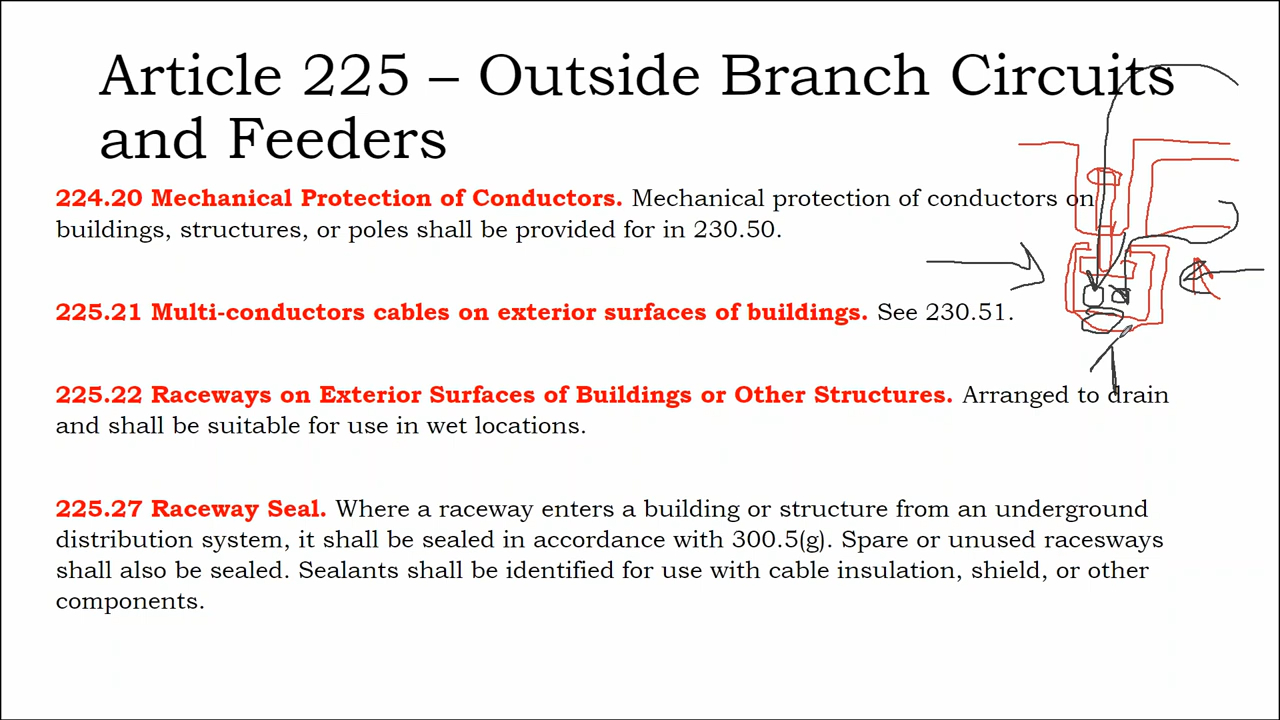 Article 225 – Outside Branch Circuits
and Feeders
224.20 Mechanical Protection of Conductors. Mechanical protection of conductors on
buildings, structures, or poles shall be provided for in 230.50.
225.21 Multi-conductors cables on exterior surfaces of buildings. See 230.51.
225.22 Raceways on Exterior Surfaces of Buildings or Other Structures. Arranged to drain
and shall be suitable for use in wet locations.
225.27 Raceway Seal. Where a raceway enters a building or structure from an underground
distribution system, it shall be sealed in accordance with 300.5(g). Spare or unused racesways
shall also be sealed. Sealants shall be identified for use with cable insulation, shield, or other
components.